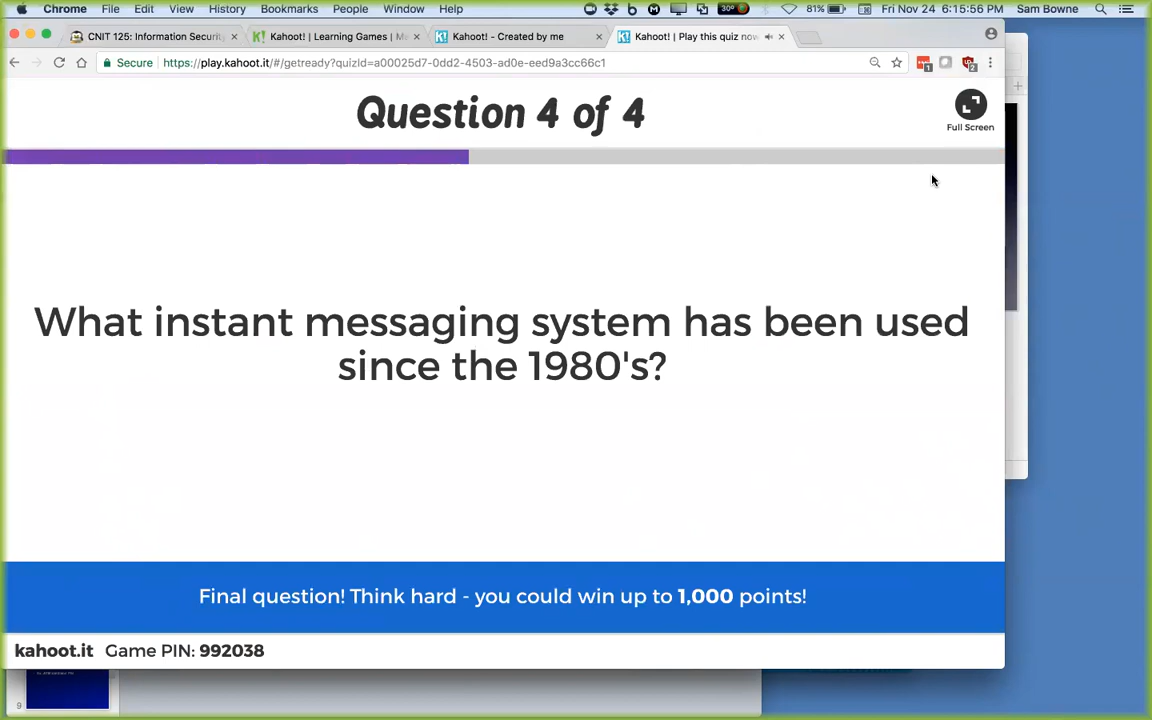 Chrome File Edit View History Bookmarks People Window Help 30° 81% Fri Nov 24 6:15:56 PM Sam Bowne
CNIT 125: Information Securit Kahoot! | Learning Games | M Kahoot! - Created by me Kahoot! | Play this quiz now
Secure https://play.kahoot.it/#/getready?quizId=a00025d7-0dd2-4503-ad0e-eed9a3cc66c1
Question 4 of 4
Full Screen
What instant messaging system has been used
since the 1980's?
Final question! Think hard - you could win up to 1,000 points!
kahoot.it Game PIN: 992038
9